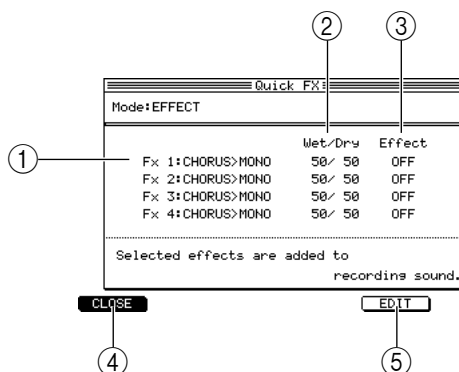 ② ③
Quick FX
Mode:EFFECT
Wet/Dry Effect
① Fx 1:CHORUS>MONO 50/ 50 OFF
Fx 2:CHORUS>MONO 50/ 50 OFF
Fx 3:CHORUS>MONO 50/ 50 OFF
Fx 4:CHORUS>MONO 50/ 50 OFF
Selected effects are added to
recording sound.
CLOSE EDIT
④ ⑤